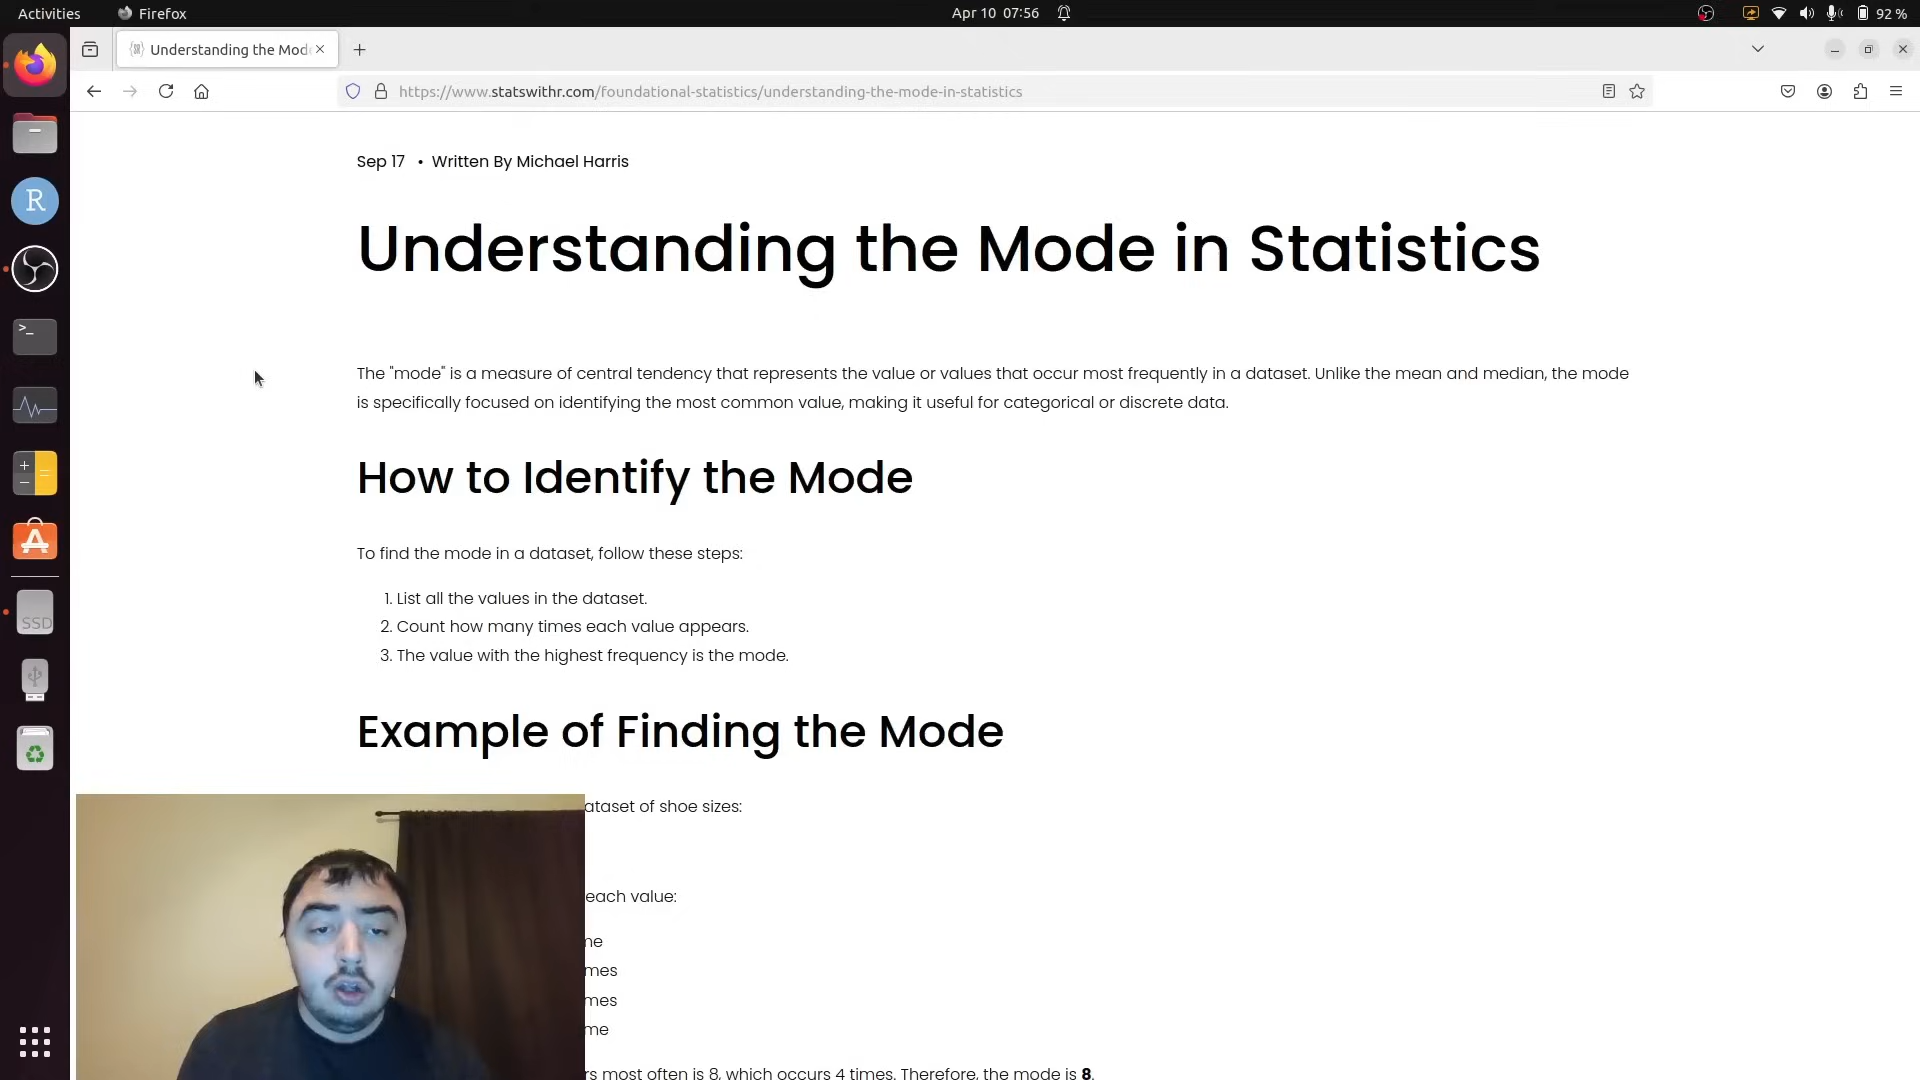 Activities
Firefox
Apr 10 07:56
92 %
Understanding the Mod
https://www.statswithr.com/foundational-statistics/understanding-the-mode-in-statistics
Sep 17 • Written By Michael Harris
Understanding the Mode in Statistics
The "mode" is a measure of central tendency that represents the value or values that occur most frequently in a dataset. Unlike the mean and median, the mode
is specifically focused on identifying the most common value, making it useful for categorical or discrete data.
How to Identify the Mode
To find the mode in a dataset, follow these steps:
1. List all the values in the dataset.
2. Count how many times each value appears.
3. The value with the highest frequency is the mode.
Example of Finding the Mode
ataset of shoe sizes:
each value:
me
mes
mes
me
rs most often is 8, which occurs 4 times. Therefore, the mode is 8.
R
>_
SSD